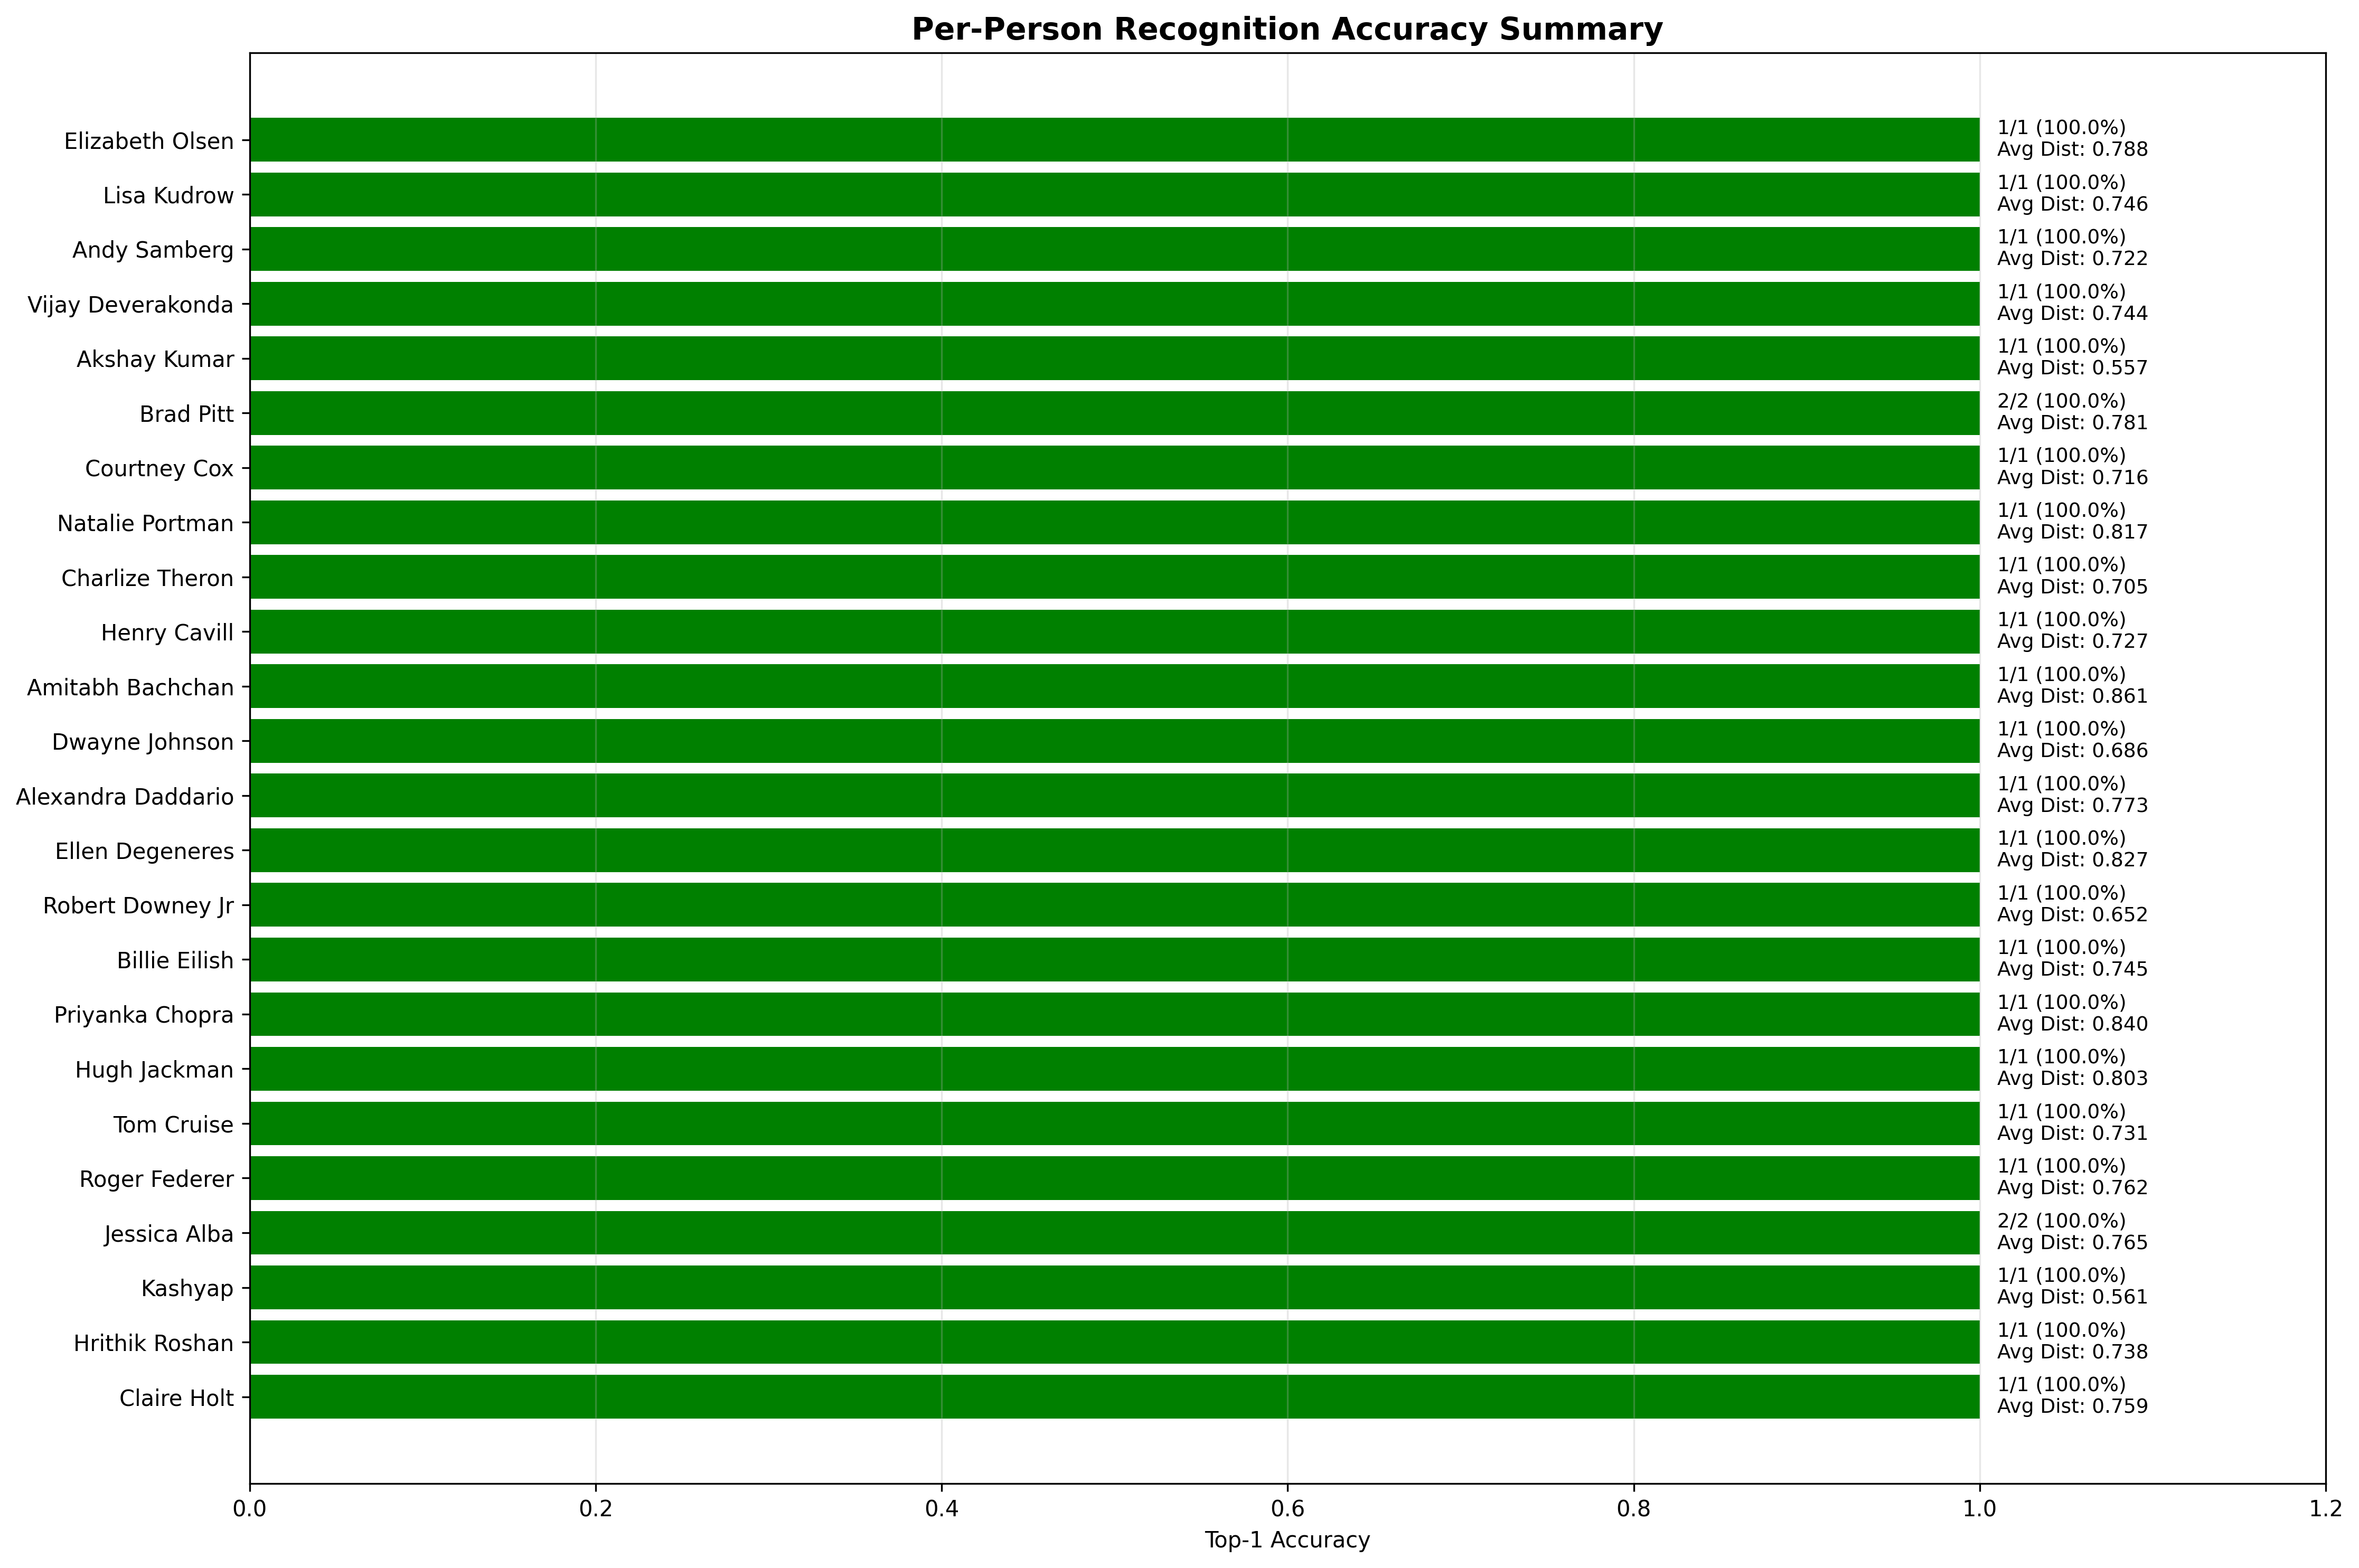 Per-Person Recognition Accuracy Summary
Elizabeth Olsen
1/1 (100.0%)
Avg Dist: 0.788
Lisa Kudrow
1/1 (100.0%)
Avg Dist: 0.746
Andy Samberg
1/1 (100.0%)
Avg Dist: 0.722
Vijay Deverakonda
1/1 (100.0%)
Avg Dist: 0.744
Akshay Kumar
1/1 (100.0%)
Avg Dist: 0.557
Brad Pitt
2/2 (100.0%)
Avg Dist: 0.781
Courtney Cox
1/1 (100.0%)
Avg Dist: 0.716
Natalie Portman
1/1 (100.0%)
Avg Dist: 0.817
Charlize Theron
1/1 (100.0%)
Avg Dist: 0.705
Henry Cavill
1/1 (100.0%)
Avg Dist: 0.727
Amitabh Bachchan
1/1 (100.0%)
Avg Dist: 0.861
Dwayne Johnson
1/1 (100.0%)
Avg Dist: 0.686
Alexandra Daddario
1/1 (100.0%)
Avg Dist: 0.773
Ellen Degeneres
1/1 (100.0%)
Avg Dist: 0.827
Robert Downey Jr
1/1 (100.0%)
Avg Dist: 0.652
Billie Eilish
1/1 (100.0%)
Avg Dist: 0.745
Priyanka Chopra
1/1 (100.0%)
Avg Dist: 0.840
Hugh Jackman
1/1 (100.0%)
Avg Dist: 0.803
Tom Cruise
1/1 (100.0%)
Avg Dist: 0.731
Roger Federer
1/1 (100.0%)
Avg Dist: 0.762
Jessica Alba
2/2 (100.0%)
Avg Dist: 0.765
Kashyap
1/1 (100.0%)
Avg Dist: 0.561
Hrithik Roshan
1/1 (100.0%)
Avg Dist: 0.738
Claire Holt
1/1 (100.0%)
Avg Dist: 0.759
0.0 0.2 0.4 0.6 0.8 1.0 1.2
Top-1 Accuracy